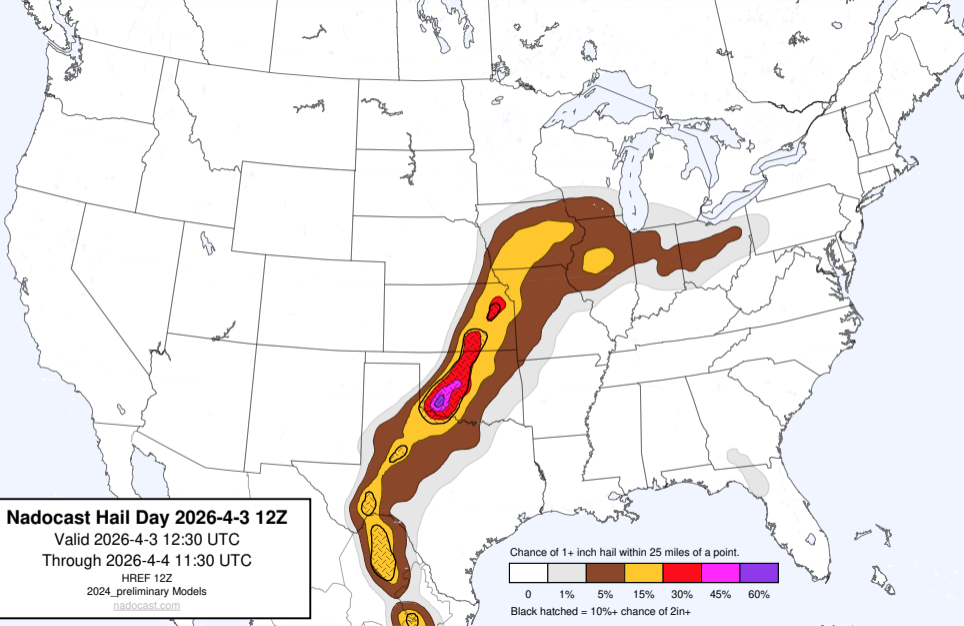 Nadocast Hail Day 2026-4-3 12Z
Valid 2026-4-3 12:30 UTC
Through 2026-4-4 11:30 UTC
HREF 12Z
2024_preliminary Models
nadocast.com
Chance of 1+ inch hail within 25 miles of a point.
0 1% 5% 15% 30% 45% 60%
Black hatched = 10%+ chance of 2in+